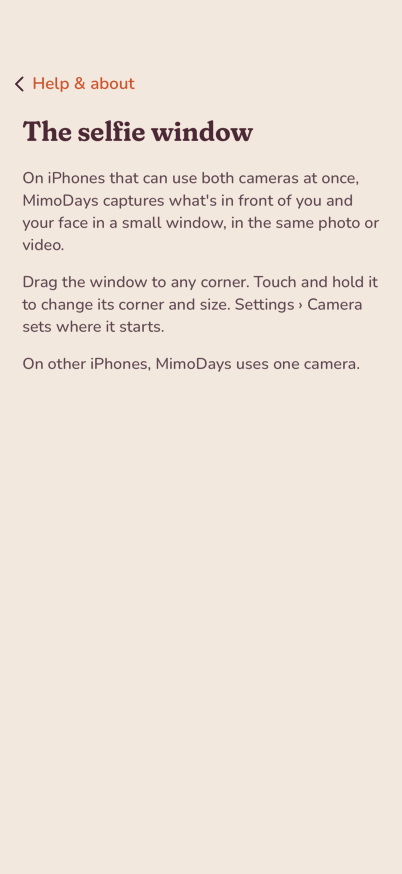 Help & about
The selfie window
On iPhones that can use both cameras at once,
MimoDays captures what's in front of you and
your face in a small window, in the same photo or
video.
Drag the window to any corner. Touch and hold it
to change its corner and size. Settings › Camera
sets where it starts.
On other iPhones, MimoDays uses one camera.